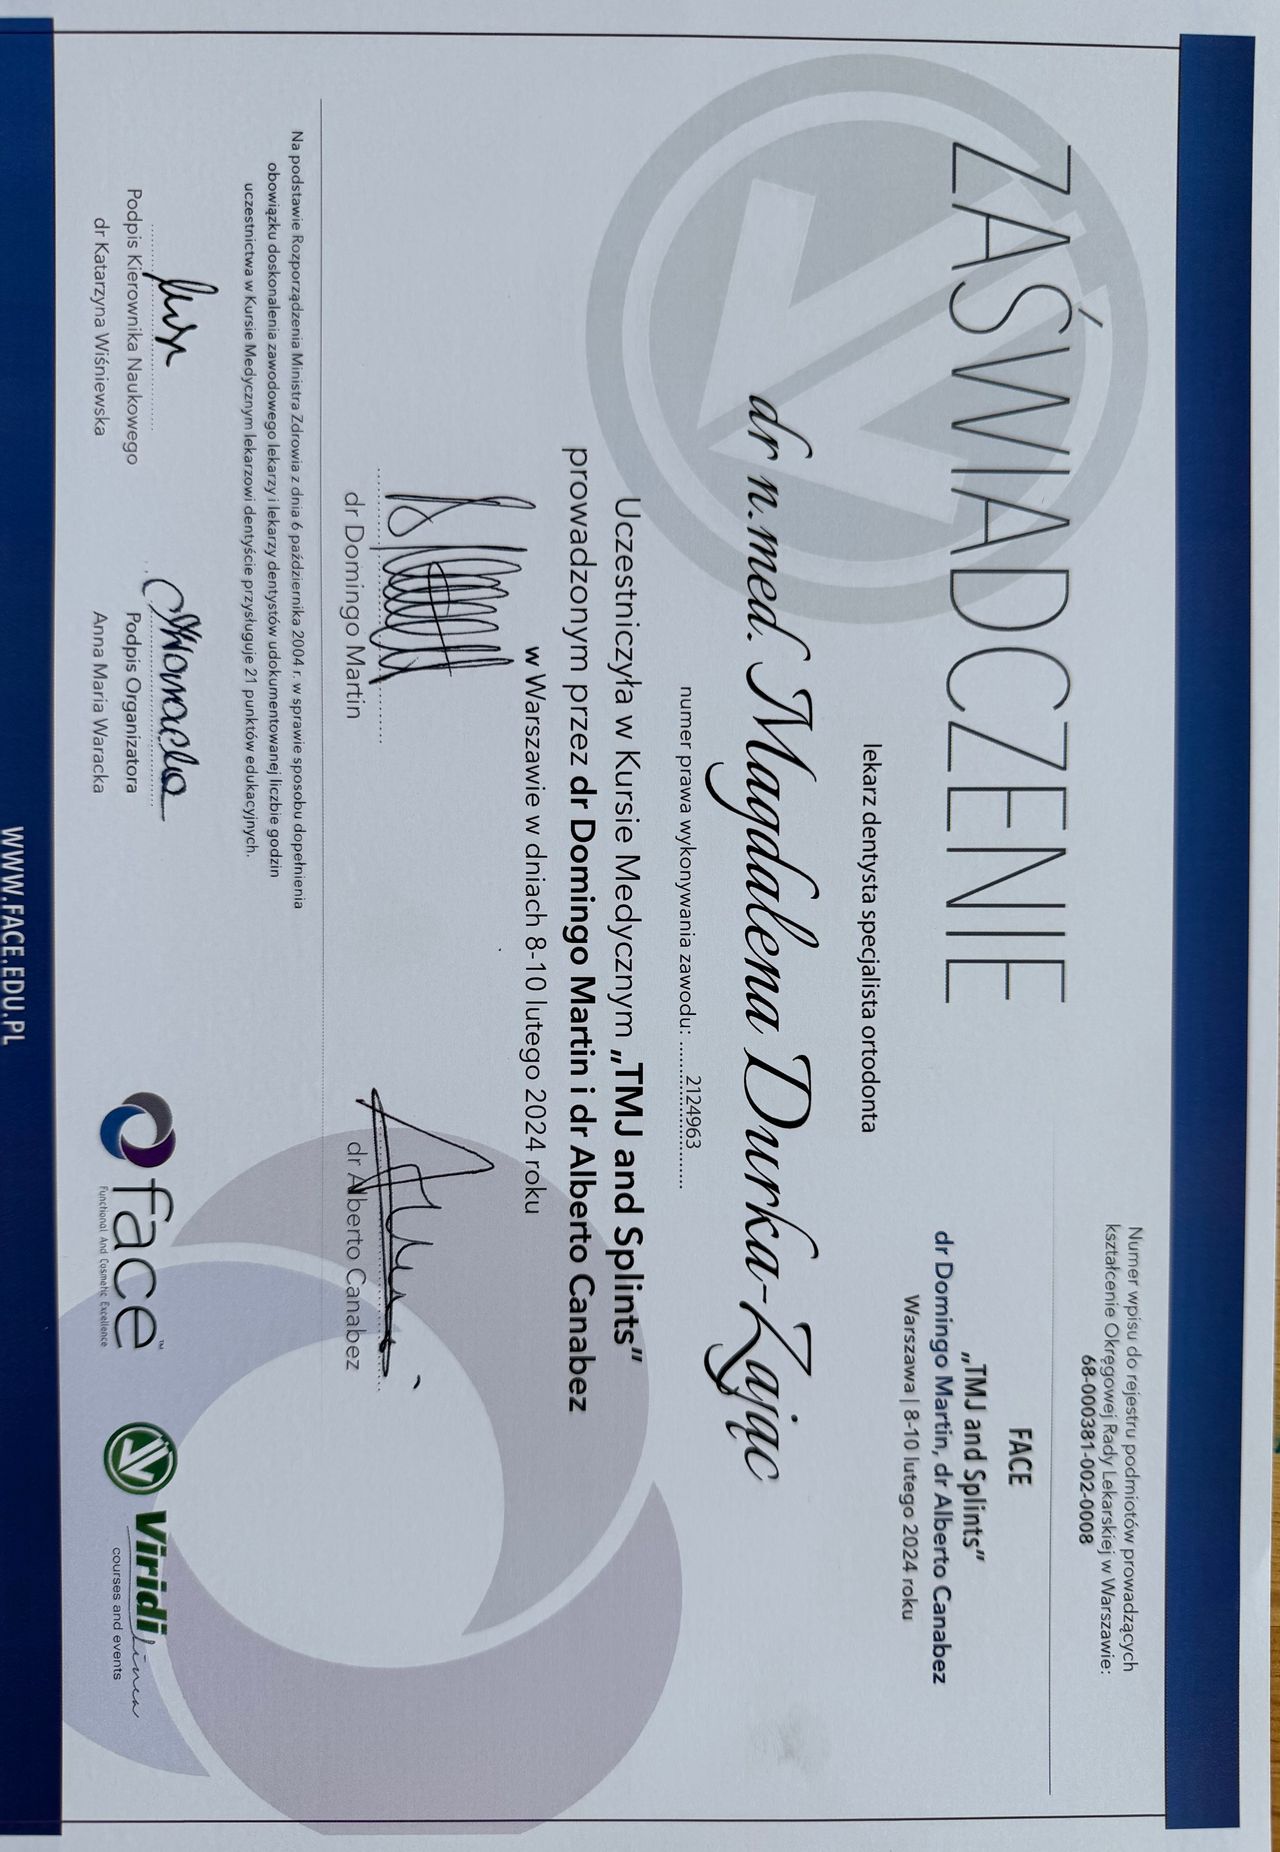 Numer wpisu do rejestru podmiotów prowadzących
kształcenie Okręgowej Rady Lekarskiej w Warszawie:
68-000381-002-0008
ZAŚWIADCZENIE
FACE
„TMJ and Splints”
dr Domingo Martin, dr Alberto Canabez
Warszawa | 8-10 lutego 2024 roku
lekarz dentysta specjalista ortodonta
dr n.med. Magdalena Durka-Zając
numer prawa wykonywania zawodu: ........2124963............
Uczestniczyła w Kursie Medycznym „TMJ and Splints”
prowadzonym przez dr Domingo Martin i dr Alberto Canabez
w Warszawie w dniach 8-10 lutego 2024 roku
dr Domingo Martin
dr Alberto Canabez
Na podstawie Rozporządzenia Ministra Zdrowia z dnia 6 października 2004 r. w sprawie sposobu dopełnienia
obowiązku doskonalenia zawodowego lekarzy i lekarzy dentystów udokumentowanej liczbie godzin
uczestnictwa w Kursie Medycznym lekarzowi dentyście przysługuje 21 punktów edukacyjnych.
Podpis Kierownika Naukowego
dr Katarzyna Wiśniewska
Podpis Organizatora
Anna Maria Waracka
face™
Functional And Cosmetic Excellence
Viridi Linea
courses and events
WWW.FACE.EDU.PL